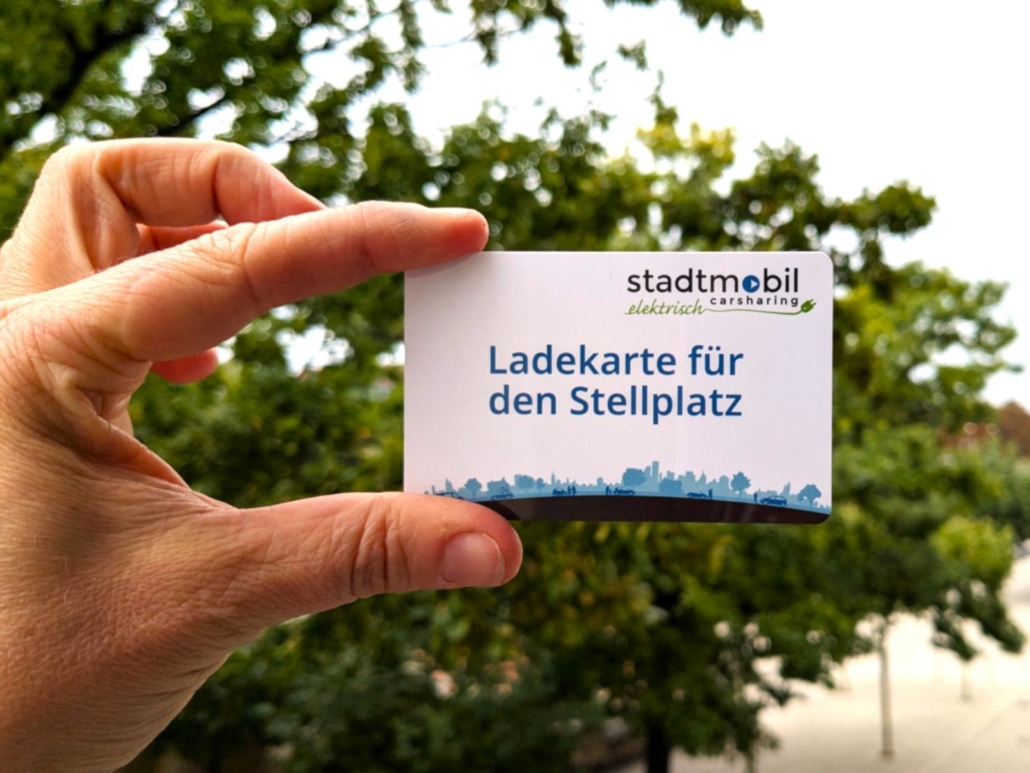 stadtmobil
carsharing
elektrisch
Ladekarte für
den Stellplatz